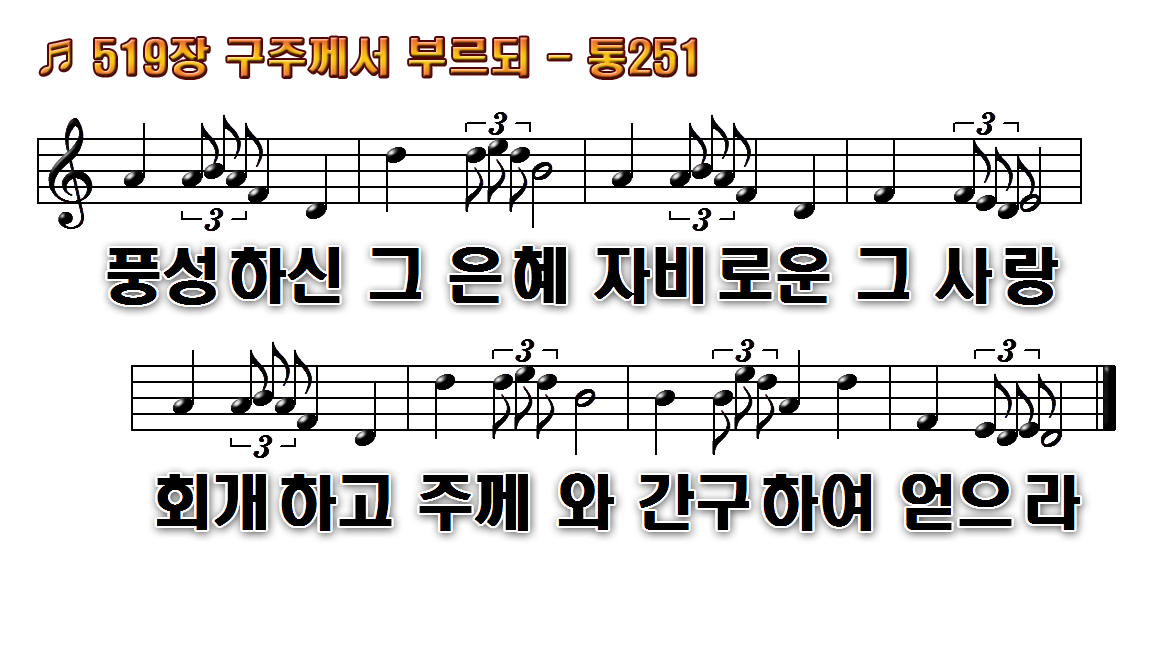 519장 구주께서 부르되 - 통251
3 3 3 3
풍성하신 그 은혜 자비로운 그 사랑
3 3 3 3
회개하고 주께 와 간구하여 얻으라